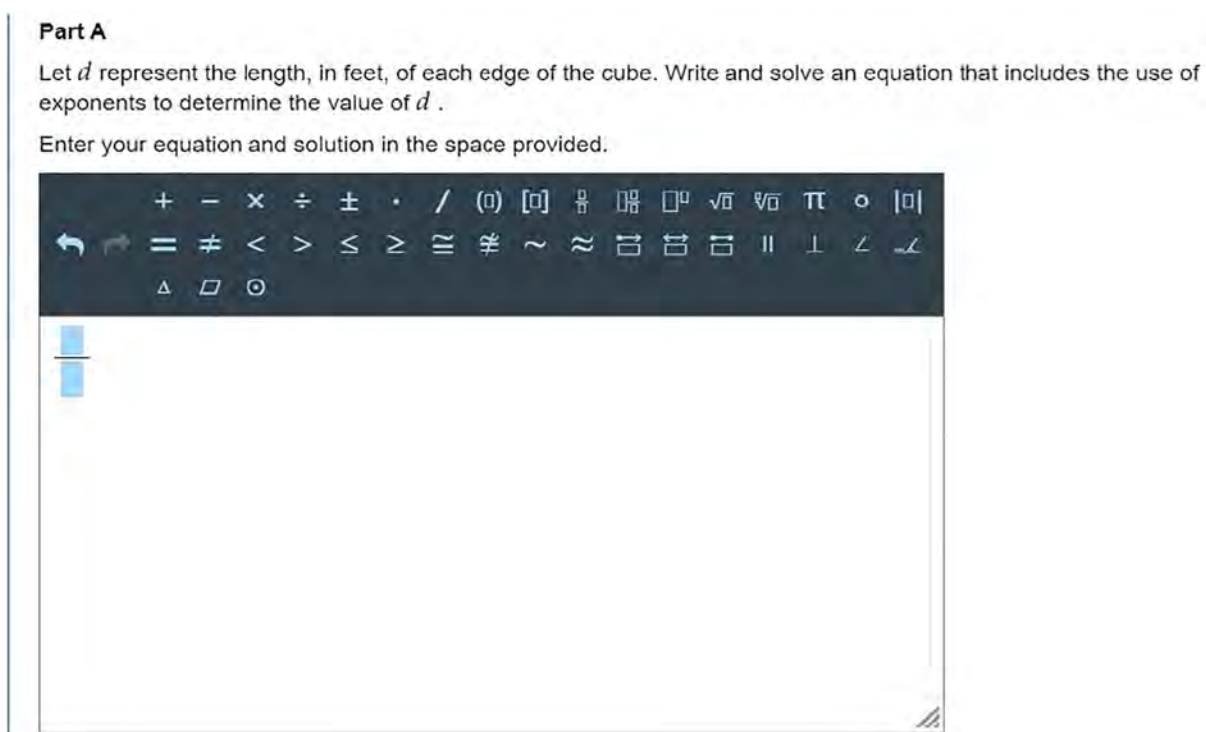 Part A
Let d represent the length, in feet, of each edge of the cube. Write and solve an equation that includes the use of
exponents to determine the value of d .
Enter your equation and solution in the space provided.
+ − × ÷ ± · / (▯) [▯] ▯/▯ ▯▯/▯ ▯▯ √▯ ▯√▯ π ∘ |▯|
= ≠ < > ≤ ≥ ≅ ≇ ~ ≈ || ⊥ ∠ m∠
Δ ▱ ⊙